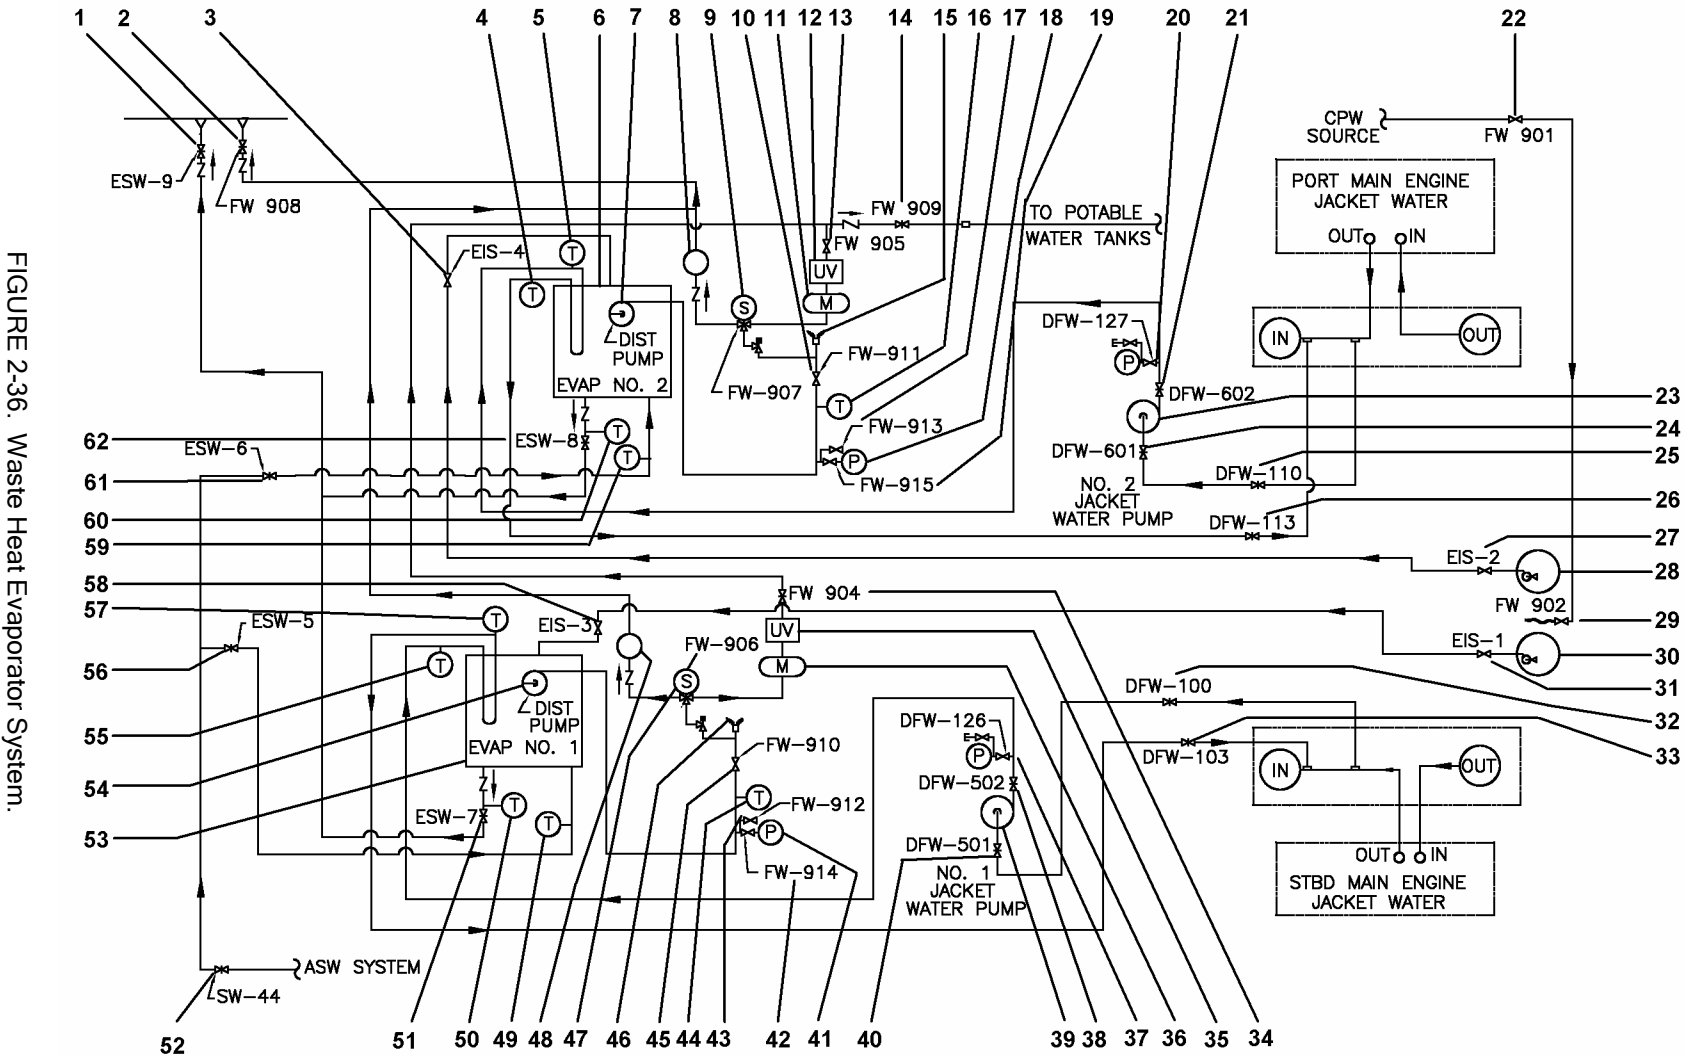 1 2 3 4 5 6 7 8 9 10 11 12 13 14 15 16 17 18 19 20 21 22
CPW
SOURCE
FW 901
PORT MAIN ENGINE
JACKET WATER
OUT IN
ESW-9
FW 908
FW 909
TO POTABLE
WATER TANKS
FW 905
EIS-4
T
T
UV
M
S
DIST
PUMP
EVAP NO. 2
FW-907
FW-911
T
FW-913
P
FW-915
DFW-127
P
IN
OUT
DFW-602
23
DFW-601
24
DFW-110
25
NO. 2
JACKET
WATER PUMP
DFW-113
26
62
ESW-8
T
ESW-6
T
61
60
59
EIS-2
27
28
58
57
T
EIS-3
FW 904
FW 902
29
ESW-5
UV
EIS-1
30
FW-906
56
T
M
31
S
DFW-100
32
DIST
PUMP
55
EVAP NO. 1
FW-910
DFW-126
P
DFW-103
33
DFW-502
IN
OUT
54
ESW-7
T
T
T
FW-912
P
FW-914
53
DFW-501
NO. 1
JACKET
WATER PUMP
OUT IN
STBD MAIN ENGINE
JACKET WATER
ASW SYSTEM
SW-44
52 51 50 49 48 47 46 45 44 43 42 41 40 39 38 37 36 35 34
FIGURE 2-36. Waste Heat Evaporator System.